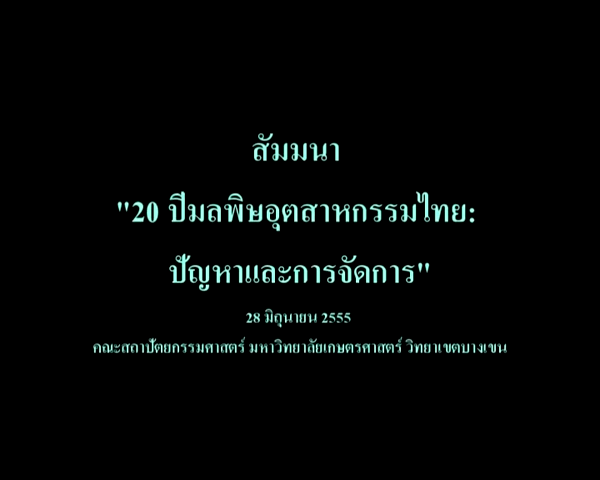 สัมมนา
"20 ปีมลพิษอุตสาหกรรมไทย:
ปัญหาและการจัดการ"
28 มิถุนายน 2555
คณะสถาปัตยกรรมศาสตร์ มหาวิทยาลัยเกษตรศาสตร์ วิทยาเขตบางเขน